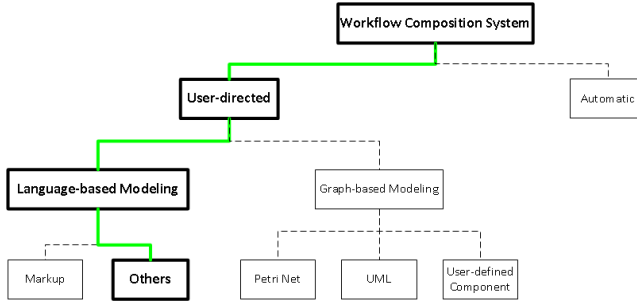 Workflow Composition System
User-directed
Automatic
Language-based Modeling
Graph-based Modeling
Markup
Others
Petri Net
UML
User-defined
Component